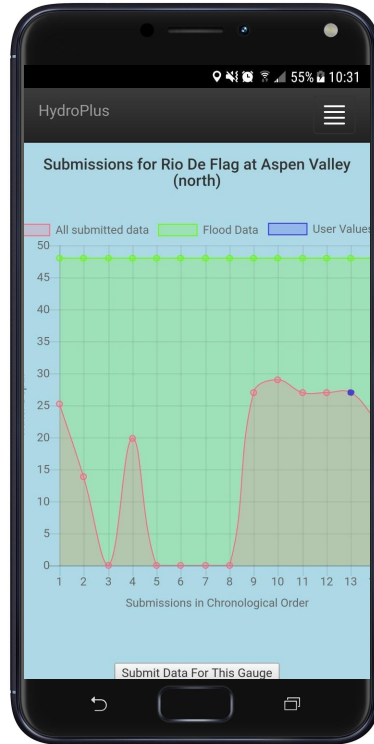 55% 10:31
HydroPlus
Submissions for Rio De Flag at Aspen Valley
(north)
All submitted data Flood Data User Values
50
45
40
35
30
25
20
15
10
5
0
1 2 3 4 5 6 7 8 9 10 11 12 13
Submissions in Chronological Order
Submit Data For This Gauge